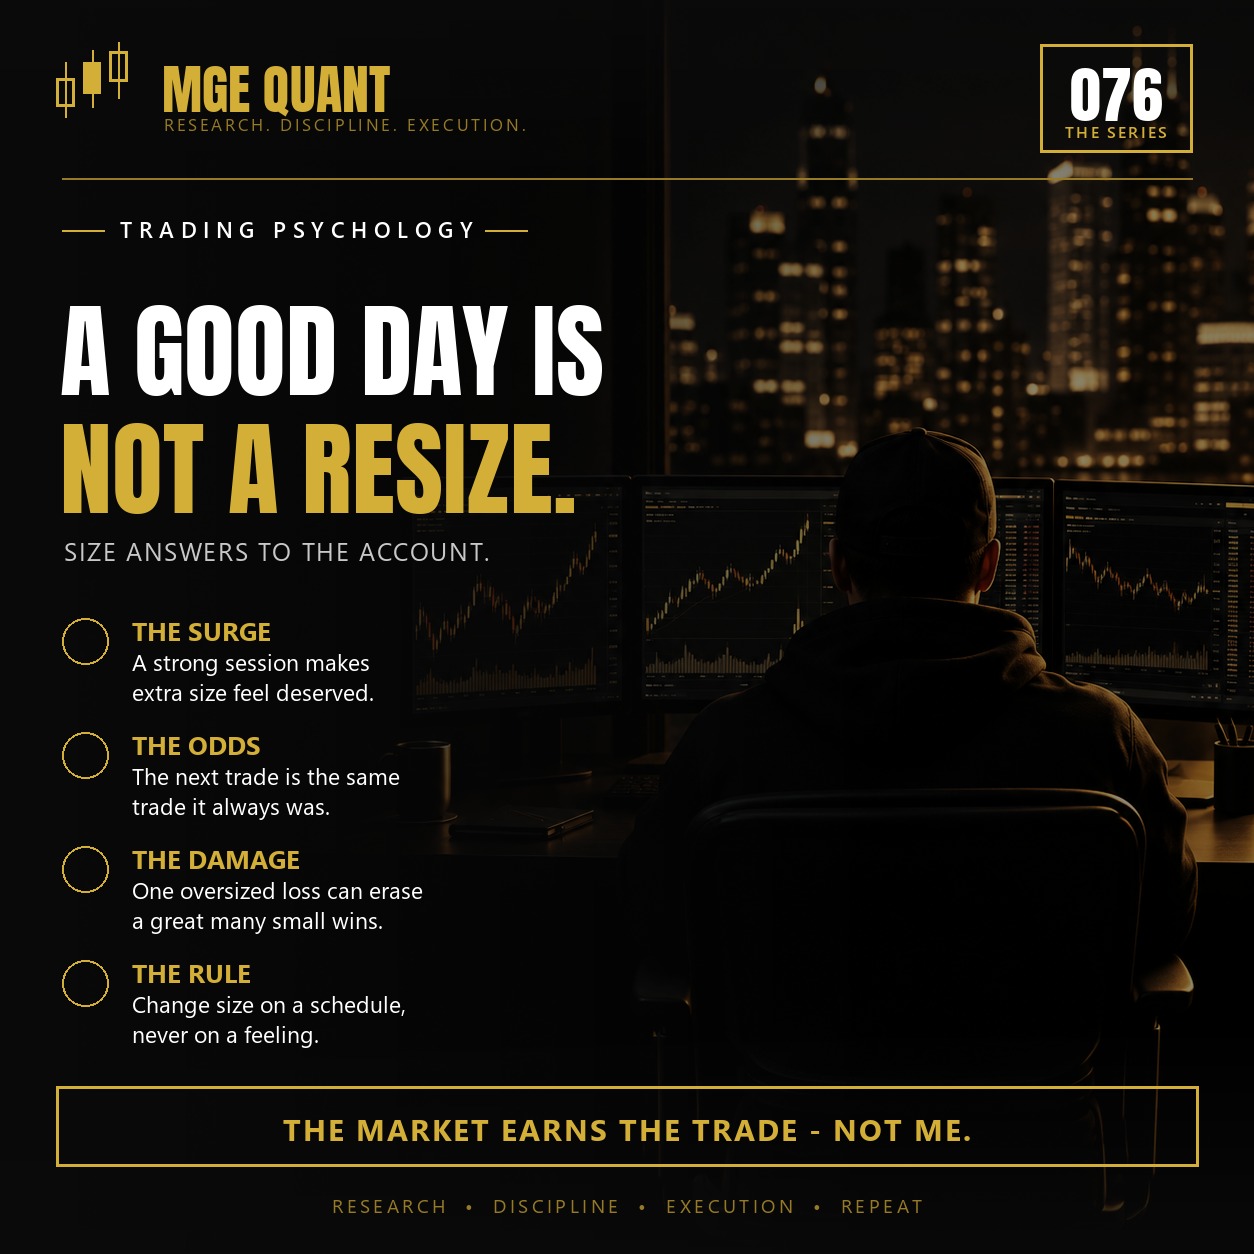 MGE QUANT
RESEARCH. DISCIPLINE. EXECUTION.
076
THE SERIES
TRADING PSYCHOLOGY
A GOOD DAY IS
NOT A RESIZE.
SIZE ANSWERS TO THE ACCOUNT.
THE SURGE
A strong session makes
extra size feel deserved.
THE ODDS
The next trade is the same
trade it always was.
THE DAMAGE
One oversized loss can erase
a great many small wins.
THE RULE
Change size on a schedule,
never on a feeling.
THE MARKET EARNS THE TRADE - NOT ME.
RESEARCH • DISCIPLINE • EXECUTION • REPEAT